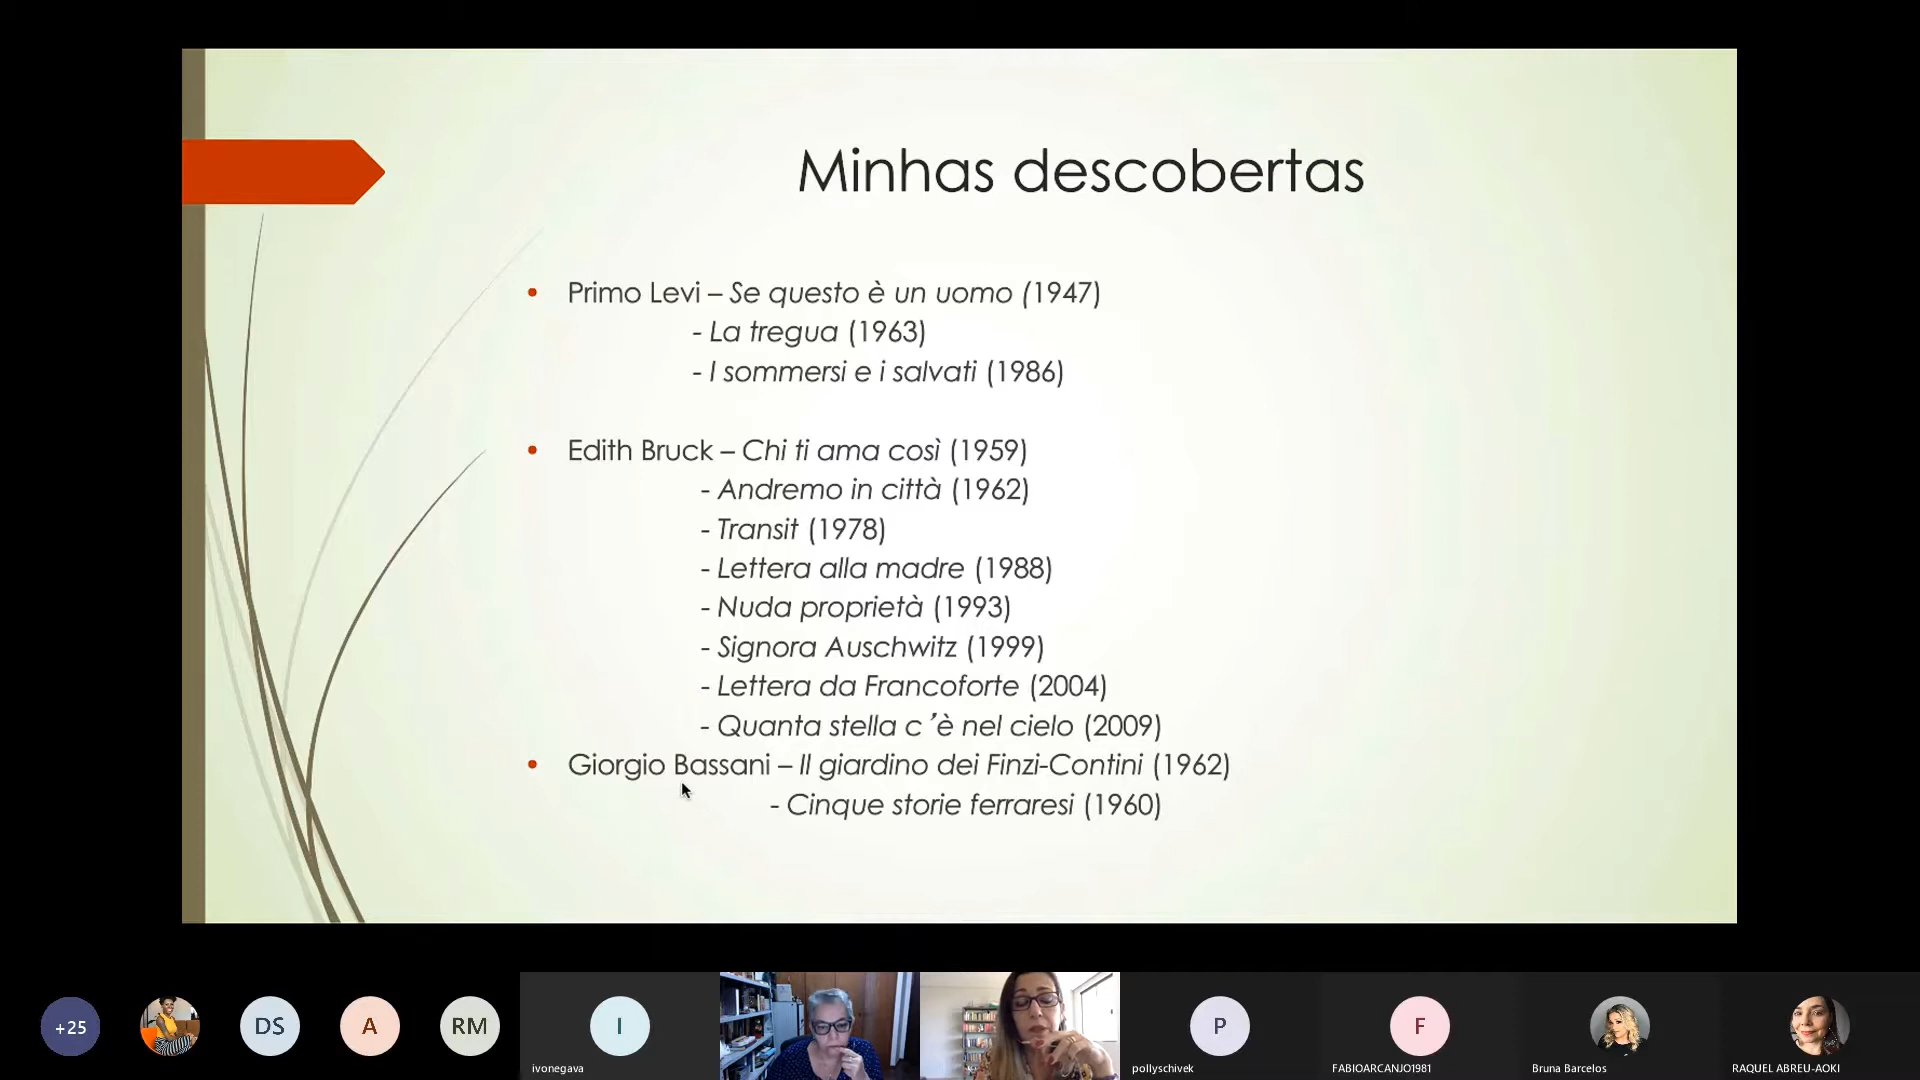 Minhas descobertas
• Primo Levi – Se questo è un uomo (1947)
- La tregua (1963)
- I sommersi e i salvati (1986)
• Edith Bruck – Chi ti ama così (1959)
- Andremo in città (1962)
- Transit (1978)
- Lettera alla madre (1988)
- Nuda proprietà (1993)
- Signora Auschwitz (1999)
- Lettera da Francoforte (2004)
- Quanta stella c’è nel cielo (2009)
• Giorgio Bassani – Il giardino dei Finzi-Contini (1962)
- Cinque storie ferraresi (1960)
+25
DS
A
RM
I
P
F
ivonegava
pollyschivek
FABIOARCANJO1981
Bruna Barcelos
RAQUEL ABREU-AOKI